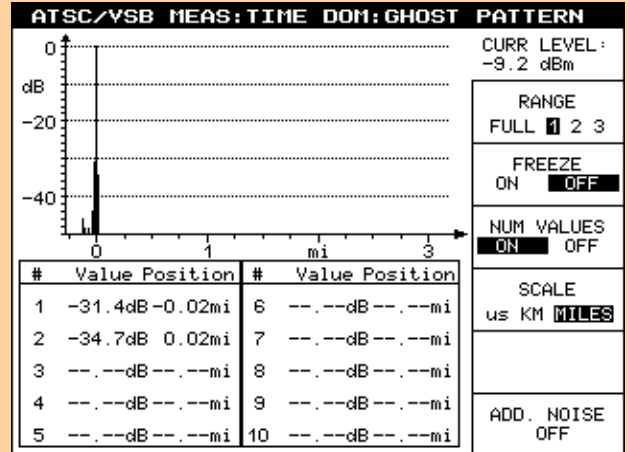 ATSC/VSB MEAS:TIME DOM:GHOST PATTERN
0
dB
-20
-40
0 1 mi 3
CURR LEVEL:
-9.2 dBm
RANGE
FULL 1 2 3
FREEZE
ON OFF
NUM VALUES
ON OFF
SCALE
us KM MILES
ADD. NOISE
OFF
# Value Position # Value Position
1 -31.4dB -0.02mi 6 --.--dB --.--mi
2 -34.7dB 0.02mi 7 --.--dB --.--mi
3 --.--dB --.--mi 8 --.--dB --.--mi
4 --.--dB --.--mi 9 --.--dB --.--mi
5 --.--dB --.--mi 10 --.--dB --.--mi